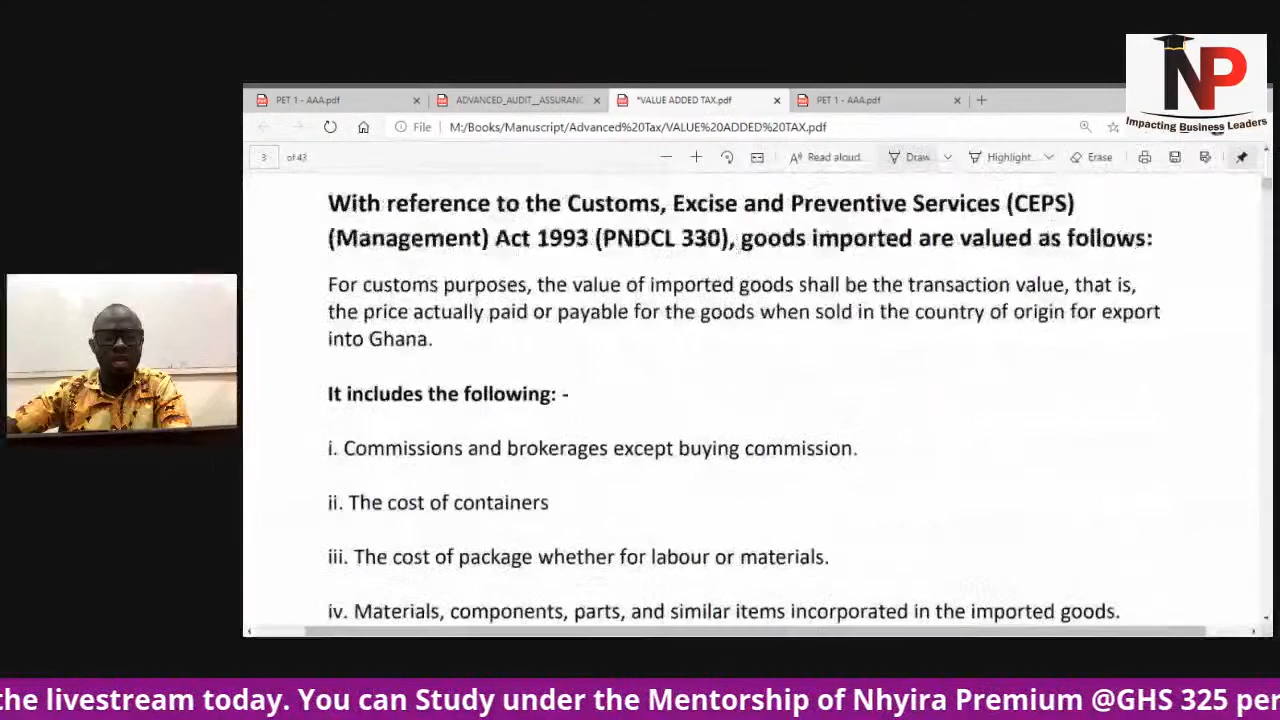 NP
Impacting Business Leaders
PET 1 - AAA.pdf
ADVANCED_AUDIT__ASSURANC
*VALUE ADDED TAX.pdf
PET 1 - AAA.pdf
File
M:/Books/Manuscript/Advanced%20Tax/VALUE%20ADDED%20TAX.pdf
3 of 43
Read aloud
Draw
Highlight
Erase
With reference to the Customs, Excise and Preventive Services (CEPS)
(Management) Act 1993 (PNDCL 330), goods imported are valued as follows:
For customs purposes, the value of imported goods shall be the transaction value, that is,
the price actually paid or payable for the goods when sold in the country of origin for export
into Ghana.
It includes the following: -
i. Commissions and brokerages except buying commission.
ii. The cost of containers
iii. The cost of package whether for labour or materials.
iv. Materials, components, parts, and similar items incorporated in the imported goods.
the livestream today. You can Study under the Mentorship of Nhyira Premium @GHS 325 per